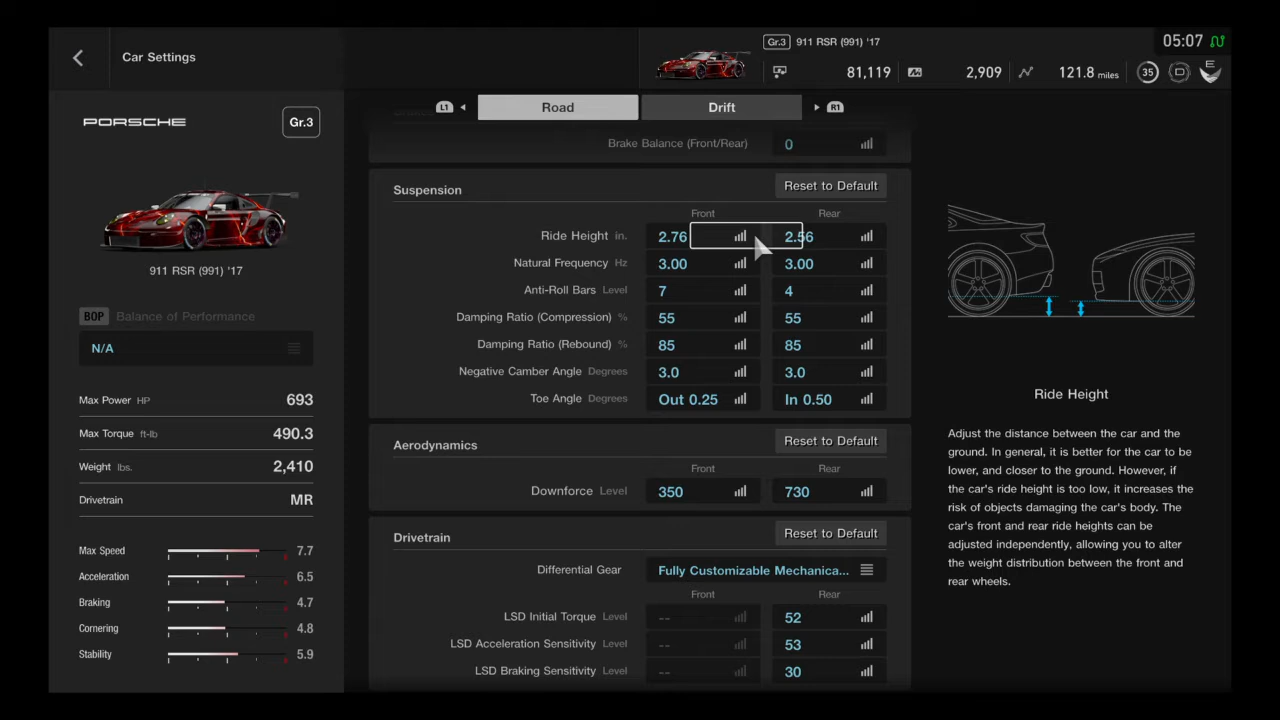 Car Settings
Gr.3 911 RSR (991) '17
05:07
81,119 2,909 121.8 miles 35 E
L1 Road Drift R1
PORSCHE Gr.3
911 RSR (991) '17
BOP Balance of Performance
N/A
Max Power HP 693
Max Torque ft-lb 490.3
Weight lbs. 2,410
Drivetrain MR
Max Speed 7.7
Acceleration 6.5
Braking 4.7
Cornering 4.8
Stability 5.9
Brake Balance (Front/Rear) 0
Suspension Reset to Default
Front Rear
Ride Height in. 2.76 2.56
Natural Frequency Hz 3.00 3.00
Anti-Roll Bars Level 7 4
Damping Ratio (Compression) % 55 55
Damping Ratio (Rebound) % 85 85
Negative Camber Angle Degrees 3.0 3.0
Toe Angle Degrees Out 0.25 In 0.50
Aerodynamics Reset to Default
Front Rear
Downforce Level 350 730
Drivetrain Reset to Default
Differential Gear Fully Customizable Mechanica...
Front Rear
LSD Initial Torque Level -- 52
LSD Acceleration Sensitivity Level -- 53
LSD Braking Sensitivity Level -- 30
Ride Height
Adjust the distance between the car and the
ground. In general, it is better for the car to be
lower, and closer to the ground. However, if
the car's ride height is too low, it increases the
risk of objects damaging the car's body. The
car's front and rear ride heights can be
adjusted independently, allowing you to alter
the weight distribution between the front and
rear wheels.